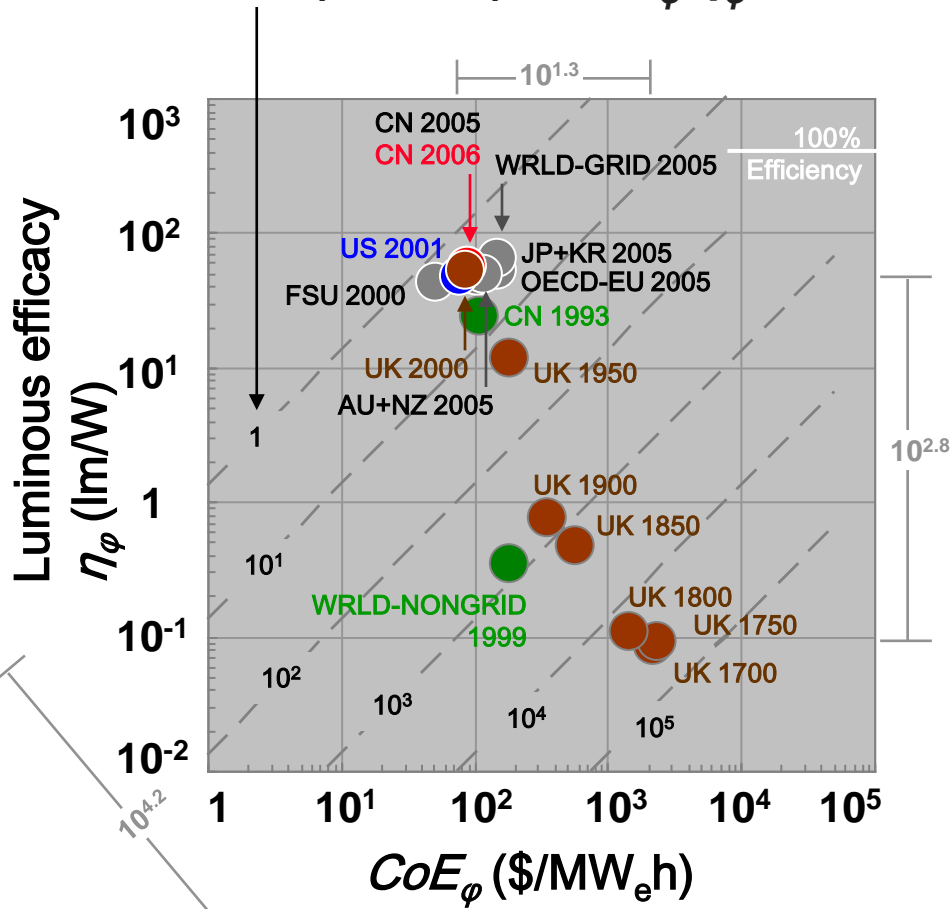 10^1.3
10^3
CN 2005
100%
CN 2006
WRLD-GRID 2005
Efficiency
10^2
US 2001
JP+KR 2005
OECD-EU 2005
FSU 2000
CN 1993
10^1
UK 2000
UK 1950
AU+NZ 2005
1
10^2.8
UK 1900
1
UK 1850
10^1
WRLD-NONGRID
1999
UK 1800
UK 1750
10^-1
UK 1700
10^2
10^3
10^4
10^5
10^-2
10^4.2
1
10^1
10^2
10^3
10^4
10^5
Luminous efficacy
η_φ (lm/W)
CoE_φ ($/MW_eh)